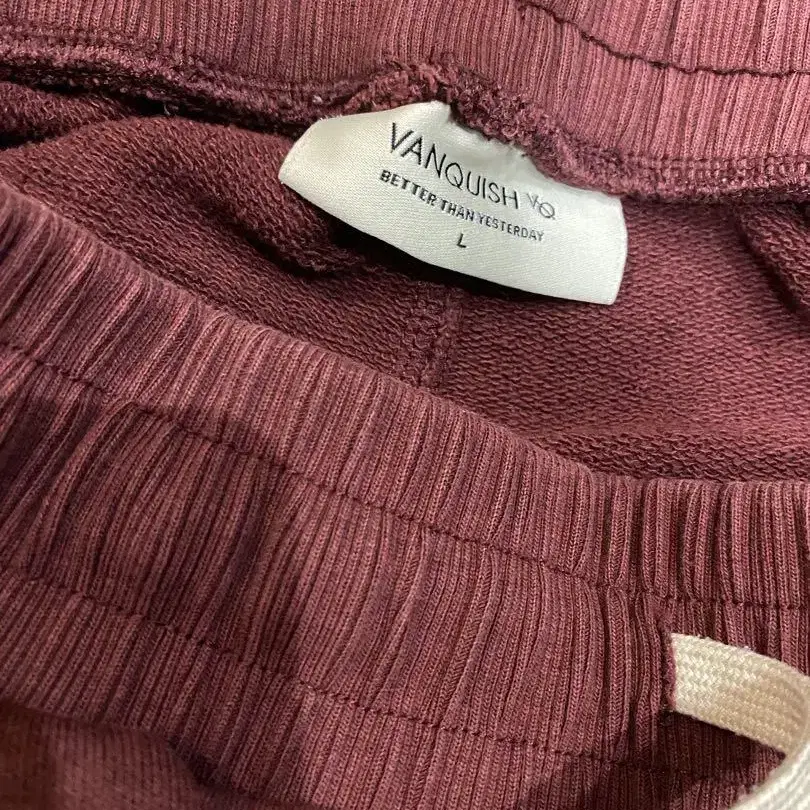 VANQUISH VQ
BETTER THAN YESTERDAY
L